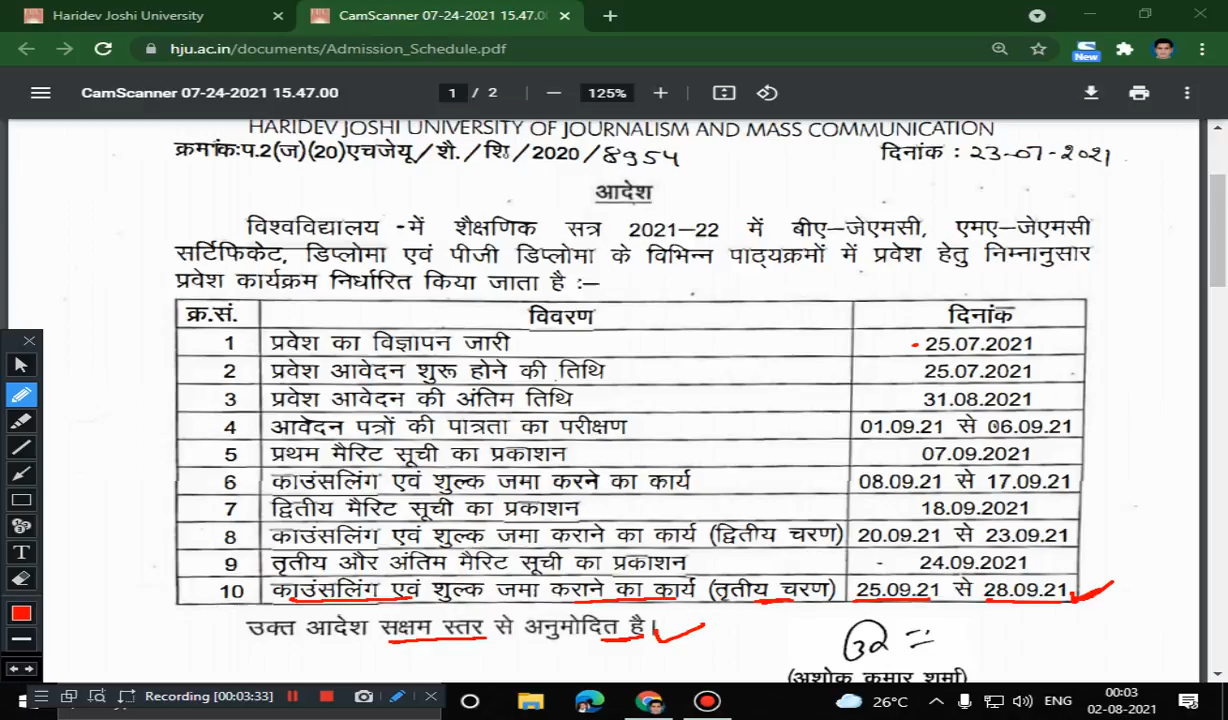 Haridev Joshi University
CamScanner 07-24-2021 15.47.00
hju.ac.in/documents/Admission_Schedule.pdf
New
CamScanner 07-24-2021 15.47.00
1 / 2
125%
HARIDEV JOSHI UNIVERSITY OF JOURNALISM AND MASS COMMUNICATION
क्रमांकःप.2(ज)(20)एचजेयू/शै./शि/2020/8954 दिनांक : 23-07-2021
आदेश
विश्वविद्यालय में शैक्षणिक सत्र 2021-22 में बीए–जेएमसी, एमए–जेएमसी
सर्टिफिकेट, डिप्लोमा एवं पीजी डिप्लोमा के विभिन्न पाठ्यक्रमों में प्रवेश हेतु निम्नानुसार
प्रवेश कार्यक्रम निर्धारित किया जाता है :–
क्र.सं. विवरण दिनांक
1 प्रवेश का विज्ञापन जारी 25.07.2021
2 प्रवेश आवेदन शुरू होने की तिथि 25.07.2021
3 प्रवेश आवेदन की अंतिम तिथि 31.08.2021
4 आवेदन पत्रों की पात्रता का परीक्षण 01.09.21 से 06.09.21
5 प्रथम मैरिट सूची का प्रकाशन 07.09.2021
6 काउंसलिंग एवं शुल्क जमा करने का कार्य 08.09.21 से 17.09.21
7 द्वितीय मैरिट सूची का प्रकाशन 18.09.2021
8 काउंसलिंग एवं शुल्क जमा कराने का कार्य (द्वितीय चरण) 20.09.21 से 23.09.21
9 तृतीय और अंतिम मैरिट सूची का प्रकाशन 24.09.2021
10 काउंसलिंग एवं शुल्क जमा कराने का कार्य (तृतीय चरण) 25.09.21 से 28.09.21
उक्त आदेश सक्षम स्तर से अनुमोदित है।
(अशोक कुमार शर्मा)
Recording [00:03:33]
26°C
ENG
00:03
02-08-2021